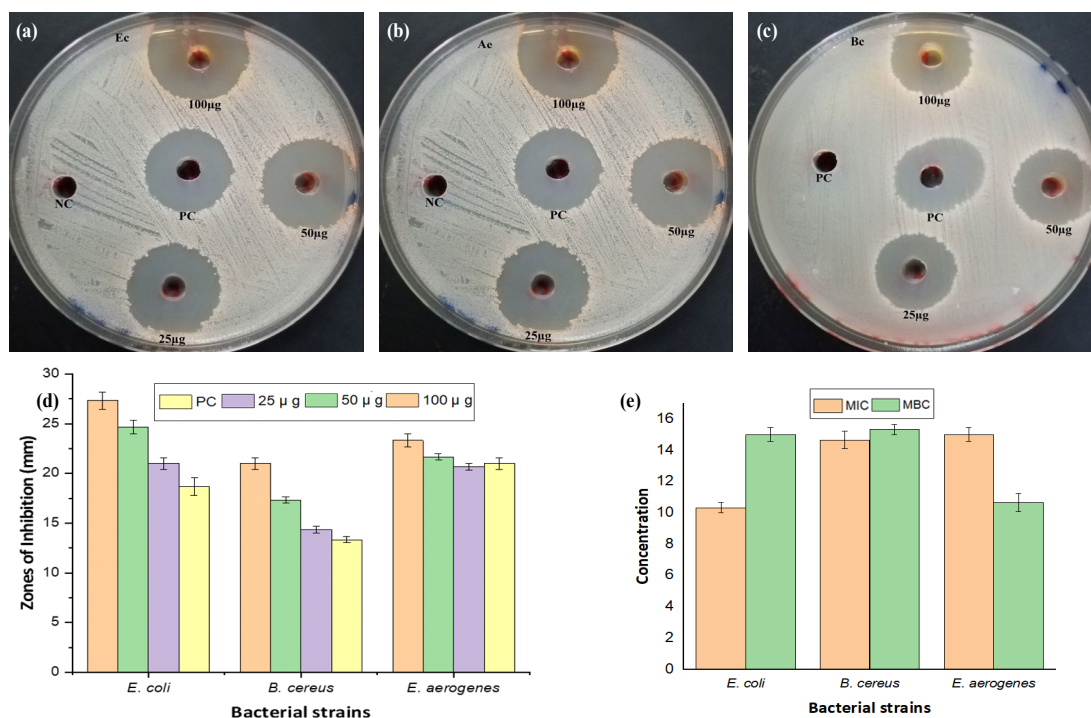 (a)
Ec
100µg
NC
PC
50µg
25µg
(b)
Ae
100µg
NC
PC
50µg
25µg
(c)
Bc
100µg
PC
PC
50µg
25µg
(d)
PC 25 µ g 50 µ g 100 µ g
Zones of Inhibition (mm)
30
25
20
15
10
5
0
E. coli B. cereus E. aerogenes
Bacterial strains
(e)
MIC MBC
Concentration
16
14
12
10
8
6
4
2
0
E. coli B. cereus E. aerogenes
Bacterial strains